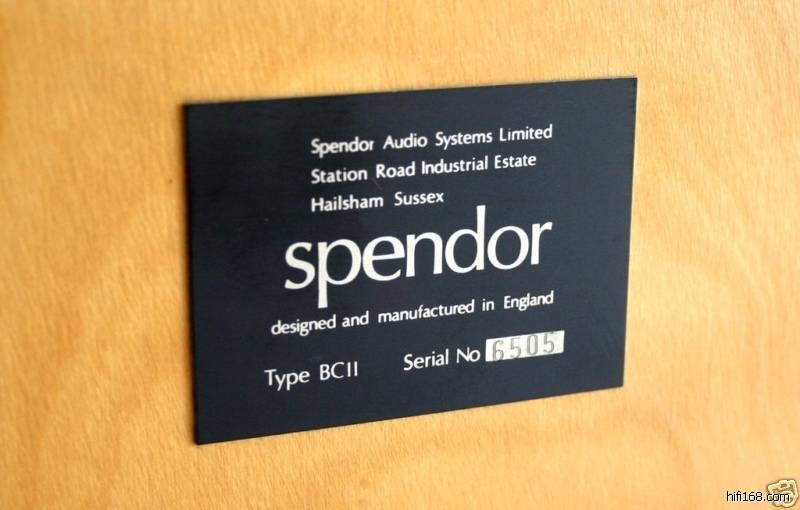 Spendor Audio Systems Limited
Station Road Industrial Estate
Hailsham Sussex
spendor
designed and manufactured in England
Type BCII Serial No 6505
hifi168.com